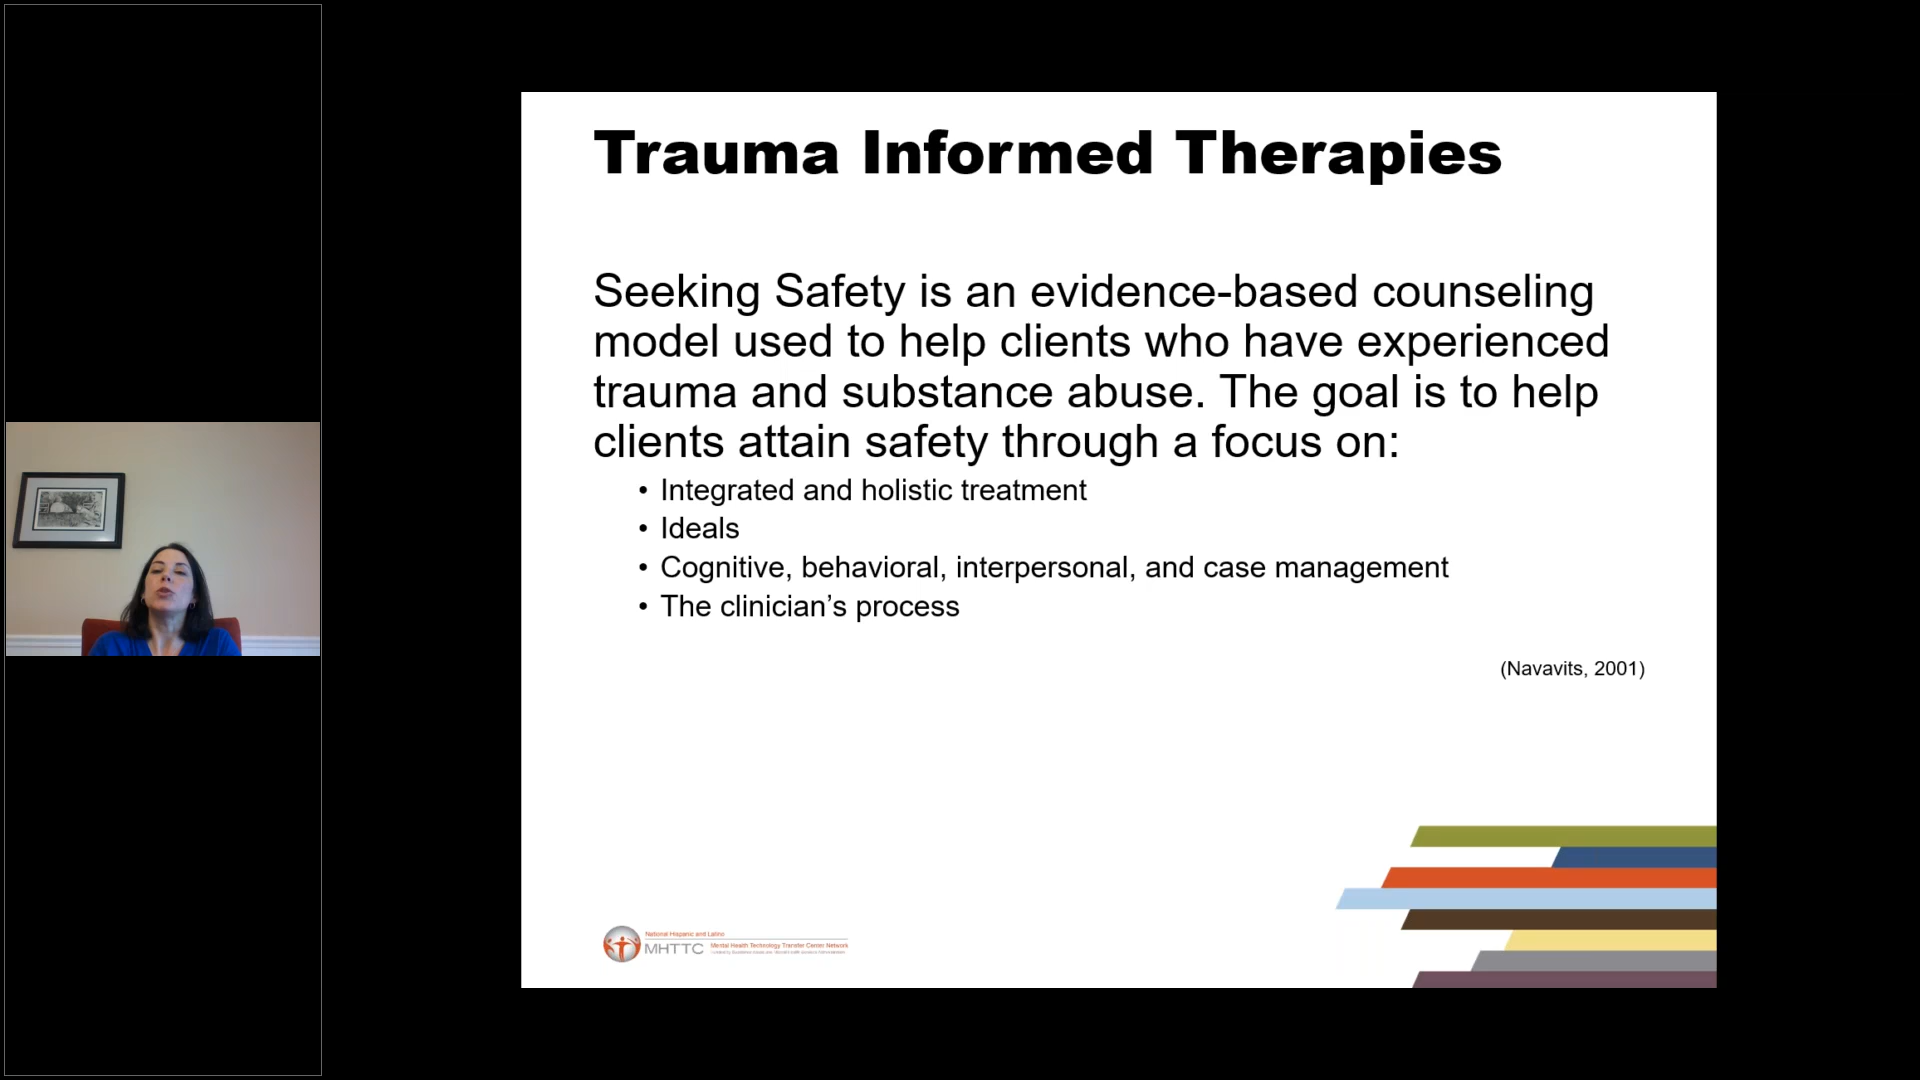 Trauma Informed Therapies
Seeking Safety is an evidence-based counseling
model used to help clients who have experienced
trauma and substance abuse. The goal is to help
clients attain safety through a focus on:
• Integrated and holistic treatment
• Ideals
• Cognitive, behavioral, interpersonal, and case management
• The clinician’s process
(Navavits, 2001)
National Hispanic and Latino
MHTTC Mental Health Technology Transfer Center Network